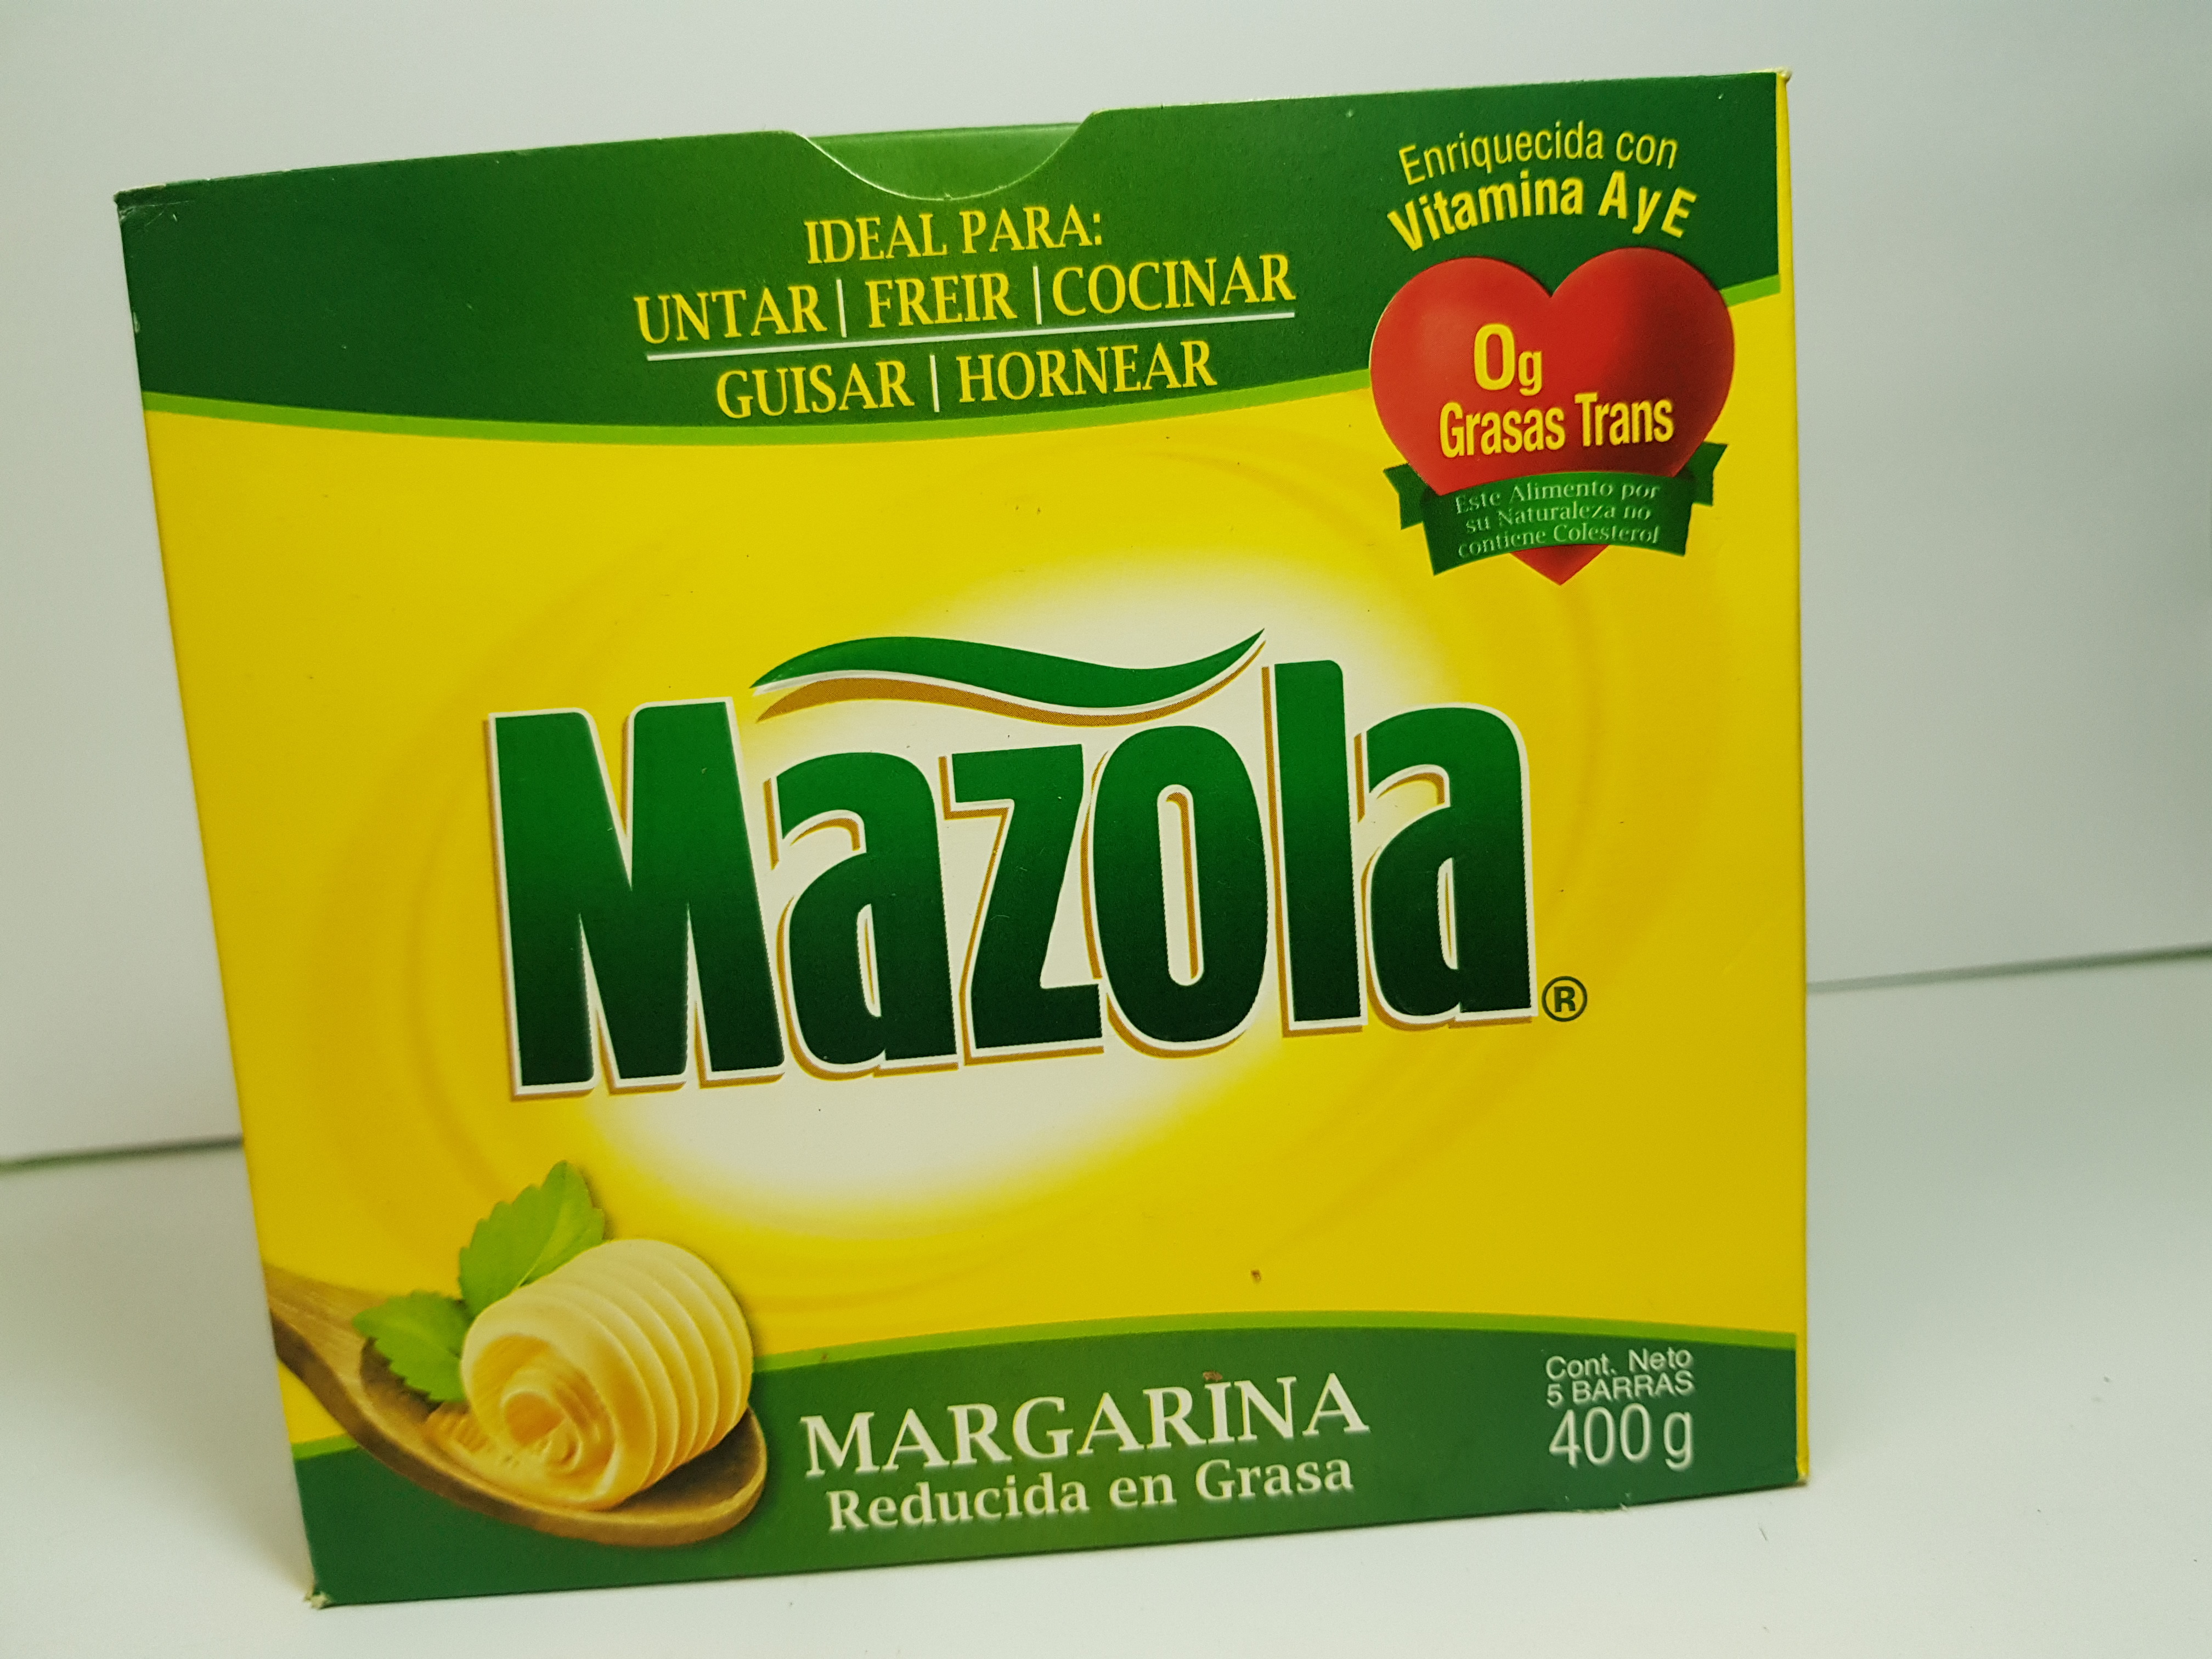 IDEAL PARA:
UNTAR | FREIR | COCINAR
GUISAR | HORNEAR
Enriquecida con
Vitamina A y E
0g
Grasas Trans
Este Alimento por
su Naturaleza no
contiene Colesterol
Mazola®
MARGARINA
Reducida en Grasa
Cont. Neto
5 BARRAS
400 g